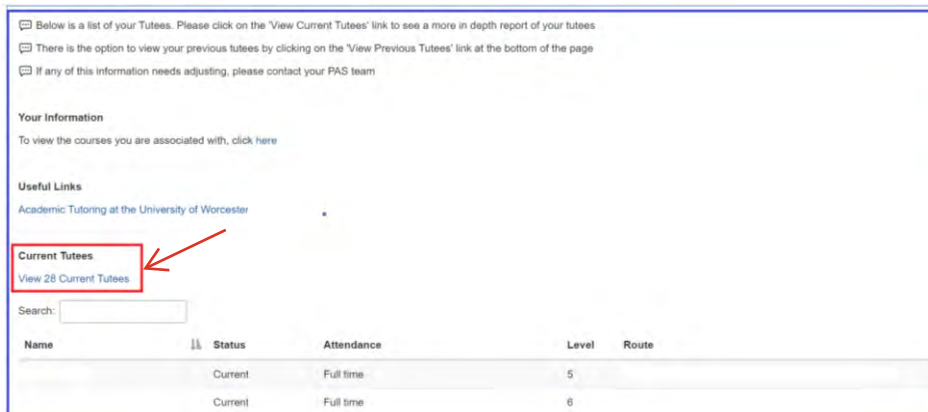 Below is a list of your Tutees. Please click on the 'View Current Tutees' link to see a more in depth report of your tutees
There is the option to view your previous tutees by clicking on the 'View Previous Tutees' link at the bottom of the page
If any of this information needs adjusting, please contact your PAS team
Your Information
To view the courses you are associated with, click here
Useful Links
Academic Tutoring at the University of Worcester
Current Tutees
View 28 Current Tutees
Search:
Name Status Attendance Level Route
Current Full time 5
Current Full time 6